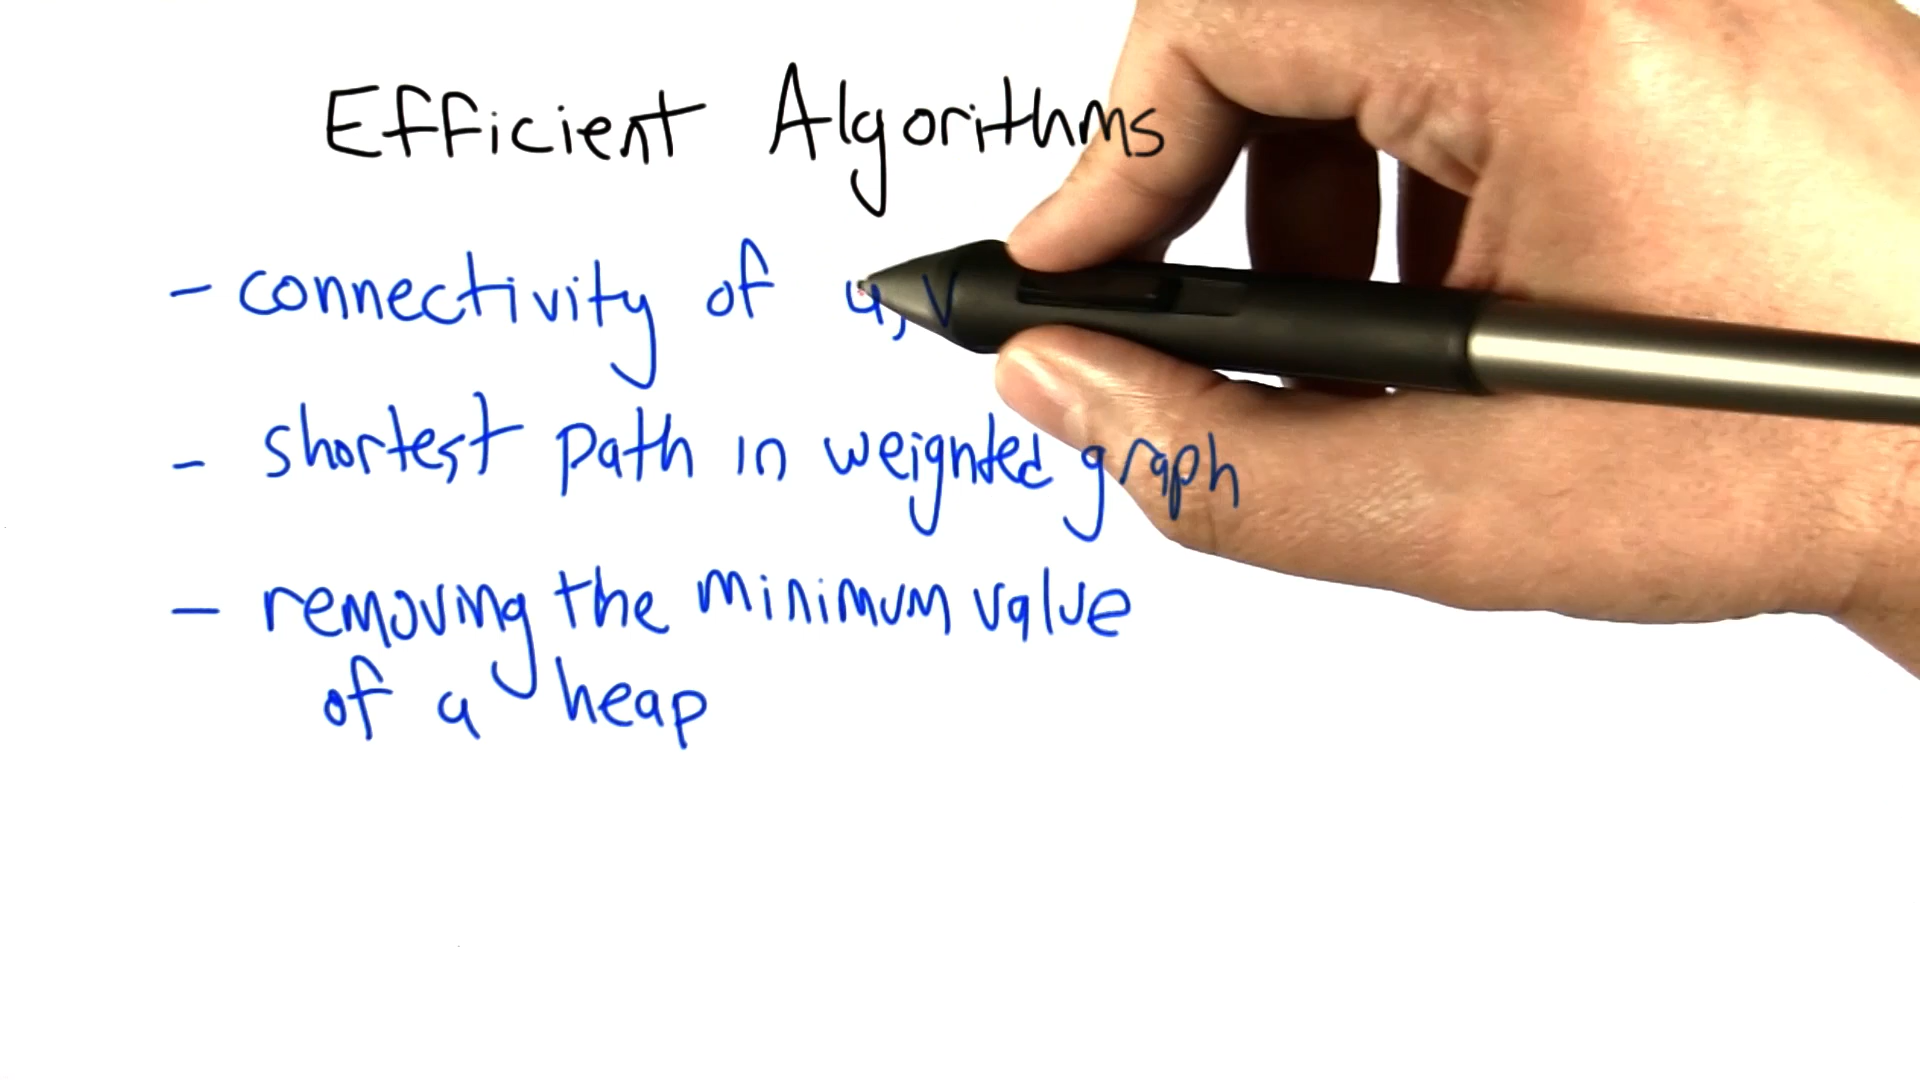 Efficient Algorithms
- connectivity of u, v
- shortest path in weighted graph
- removing the minimum value
of a heap